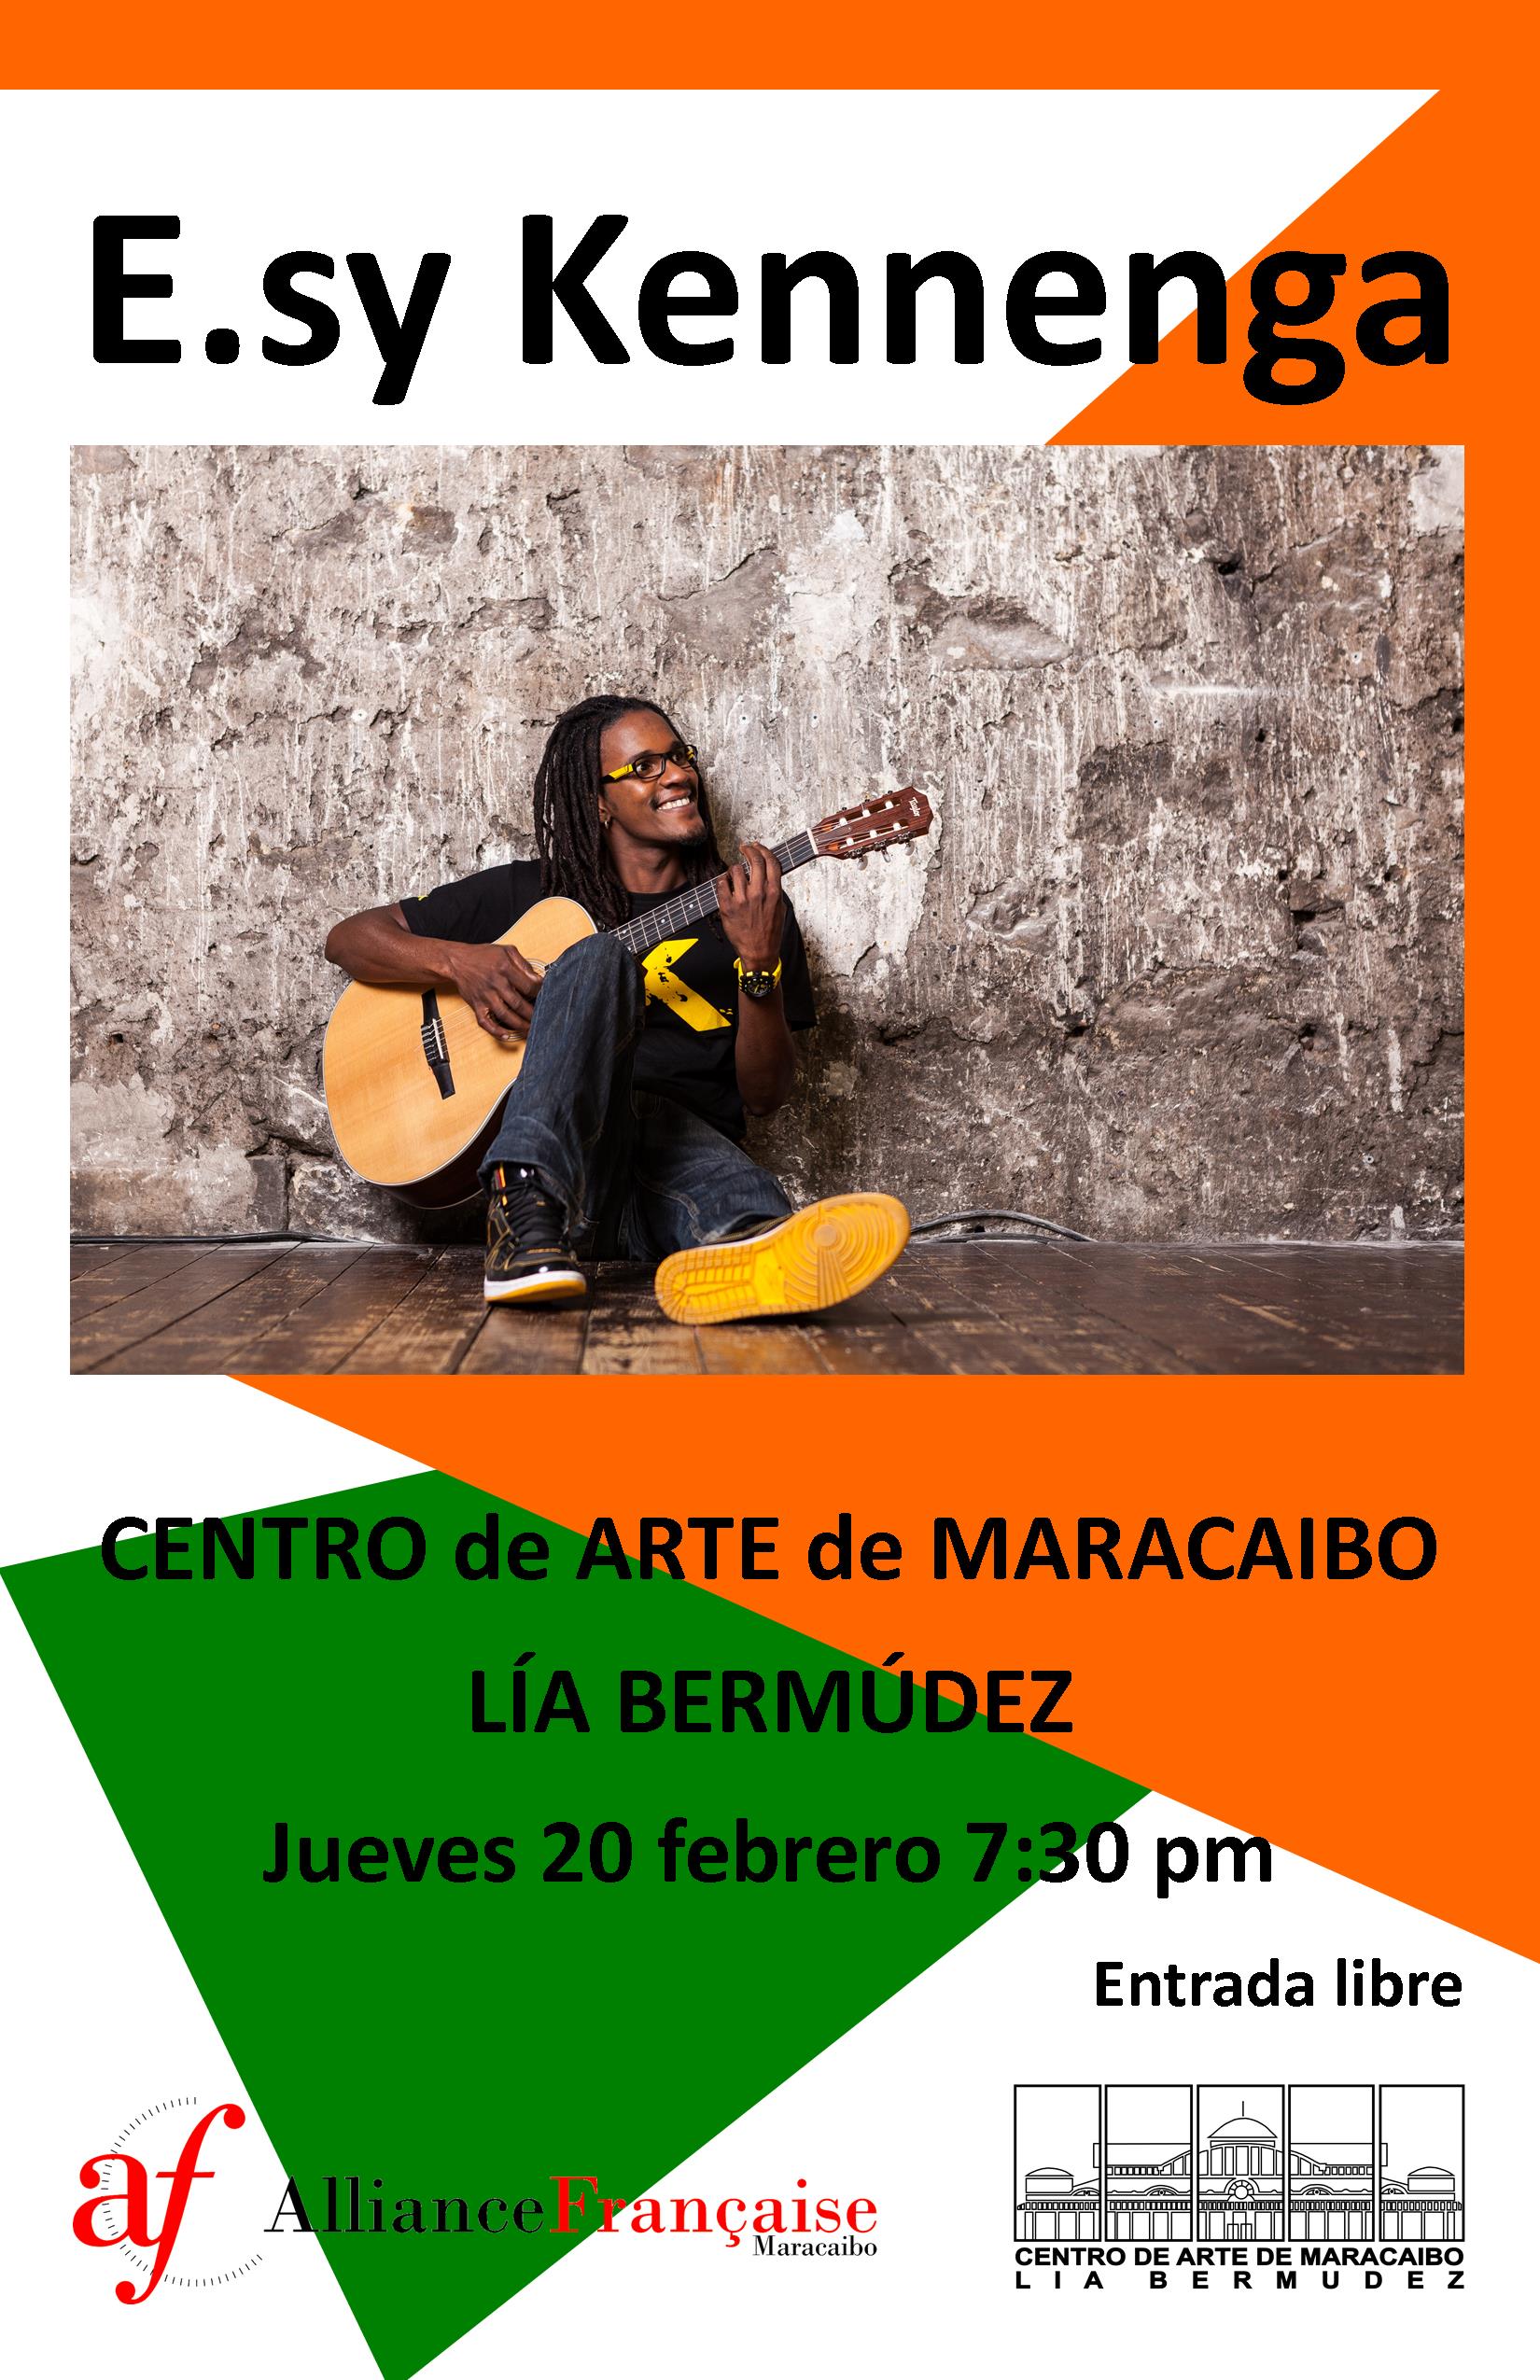 E.sy Kennenga
Taylor
K
CENTRO de ARTE de MARACAIBO
LÍA BERMÚDEZ
Jueves 20 febrero 7:30 pm
Entrada libre
af
AllianceFrançaise
Maracaibo
CENTRO DE ARTE DE MARACAIBO
LIA BERMUDEZ